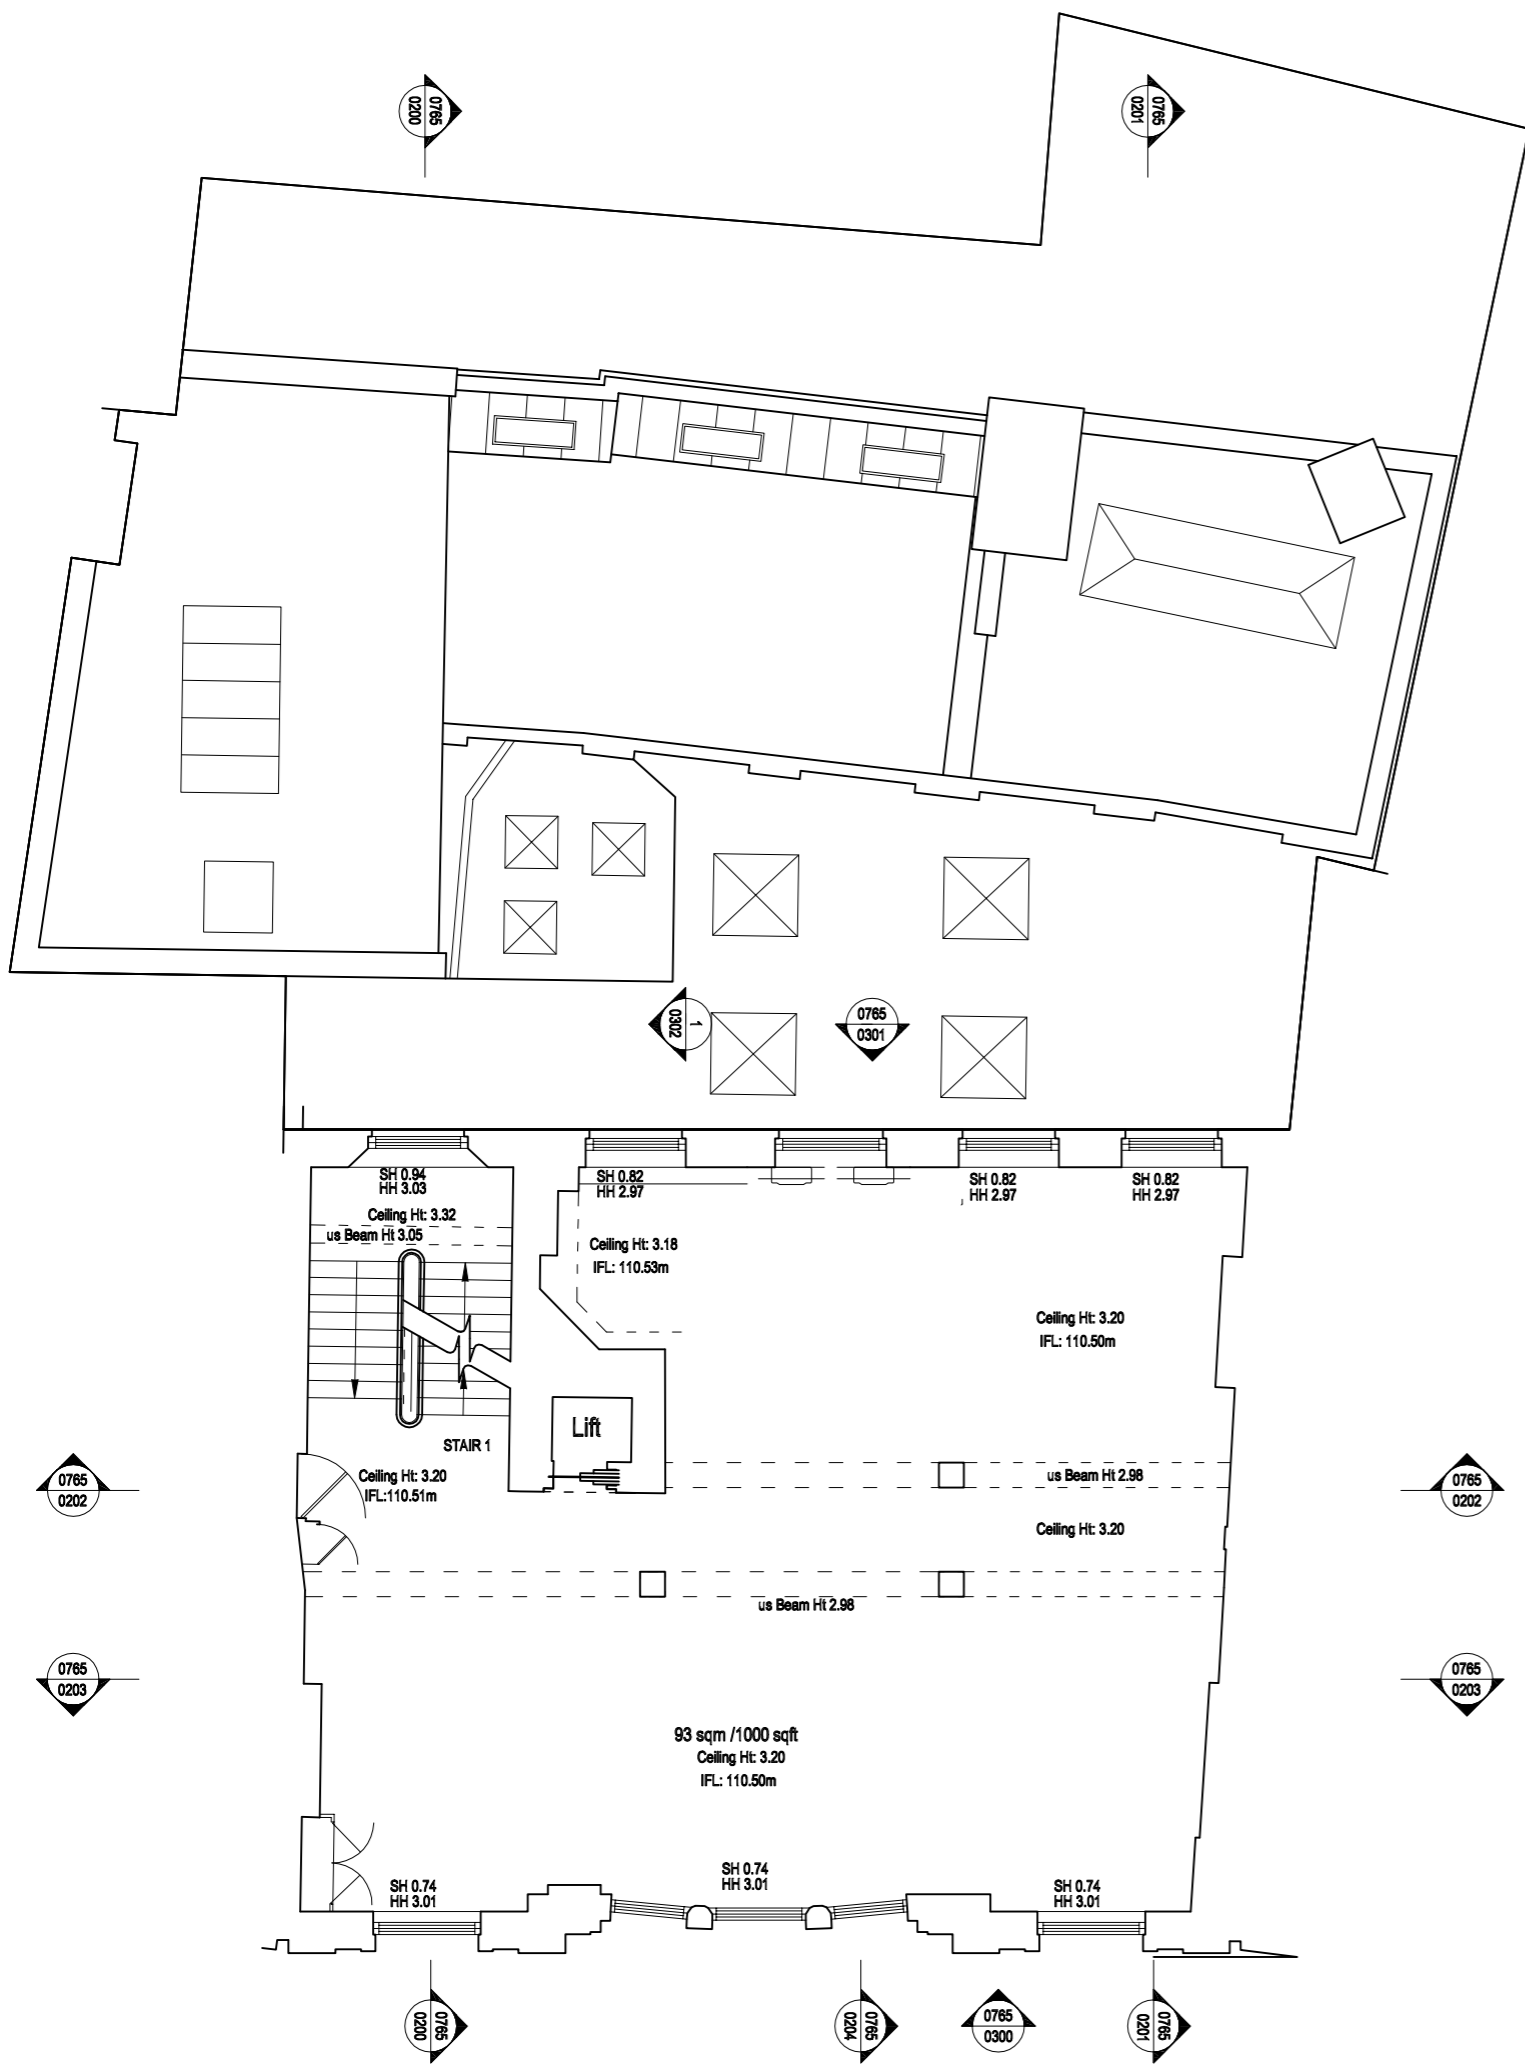 0765
0200
0765
0201
1
0302
0765
0301
SH 0.94
HH 3.03
SH 0.82
HH 2.97
SH 0.82
HH 2.97
SH 0.82
HH 2.97
Ceiling Ht: 3.32
us Beam Ht 3.05
Ceiling Ht: 3.18
IFL: 110.53m
Ceiling Ht: 3.20
IFL: 110.50m
Lift
STAIR 1
Ceiling Ht: 3.20
IFL:110.51m
us Beam Ht 2.98
0765
0202
0765
0202
Ceiling Ht: 3.20
us Beam Ht 2.98
0765
0203
0765
0203
93 sqm /1000 sqft
Ceiling Ht: 3.20
IFL: 110.50m
SH 0.74
HH 3.01
SH 0.74
HH 3.01
SH 0.74
HH 3.01
0765
0200
0765
0204
0765
0300
0765
0201